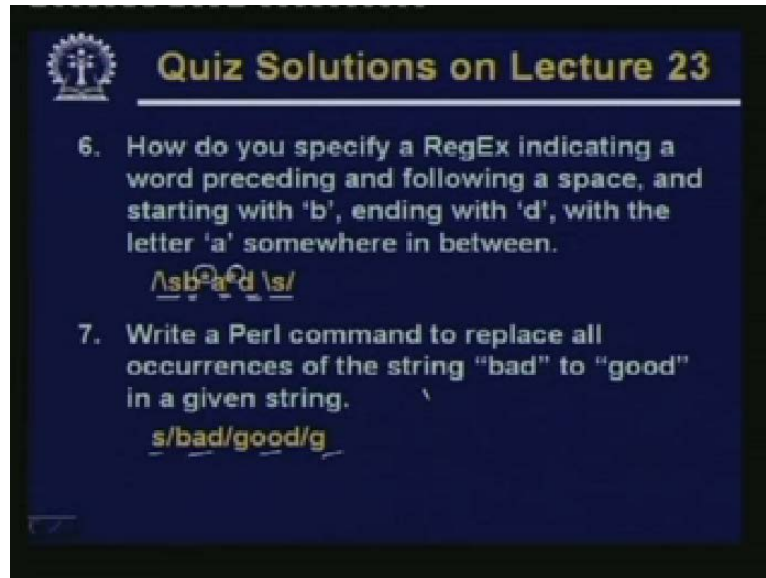 Quiz Solutions on Lecture 23
6. How do you specify a RegEx indicating a
word preceding and following a space, and
starting with ‘b’, ending with ‘d’, with the
letter ‘a’ somewhere in between.
/\sb*a*d \s/
7. Write a Perl command to replace all
occurrences of the string “bad” to “good”
in a given string.
s/bad/good/g